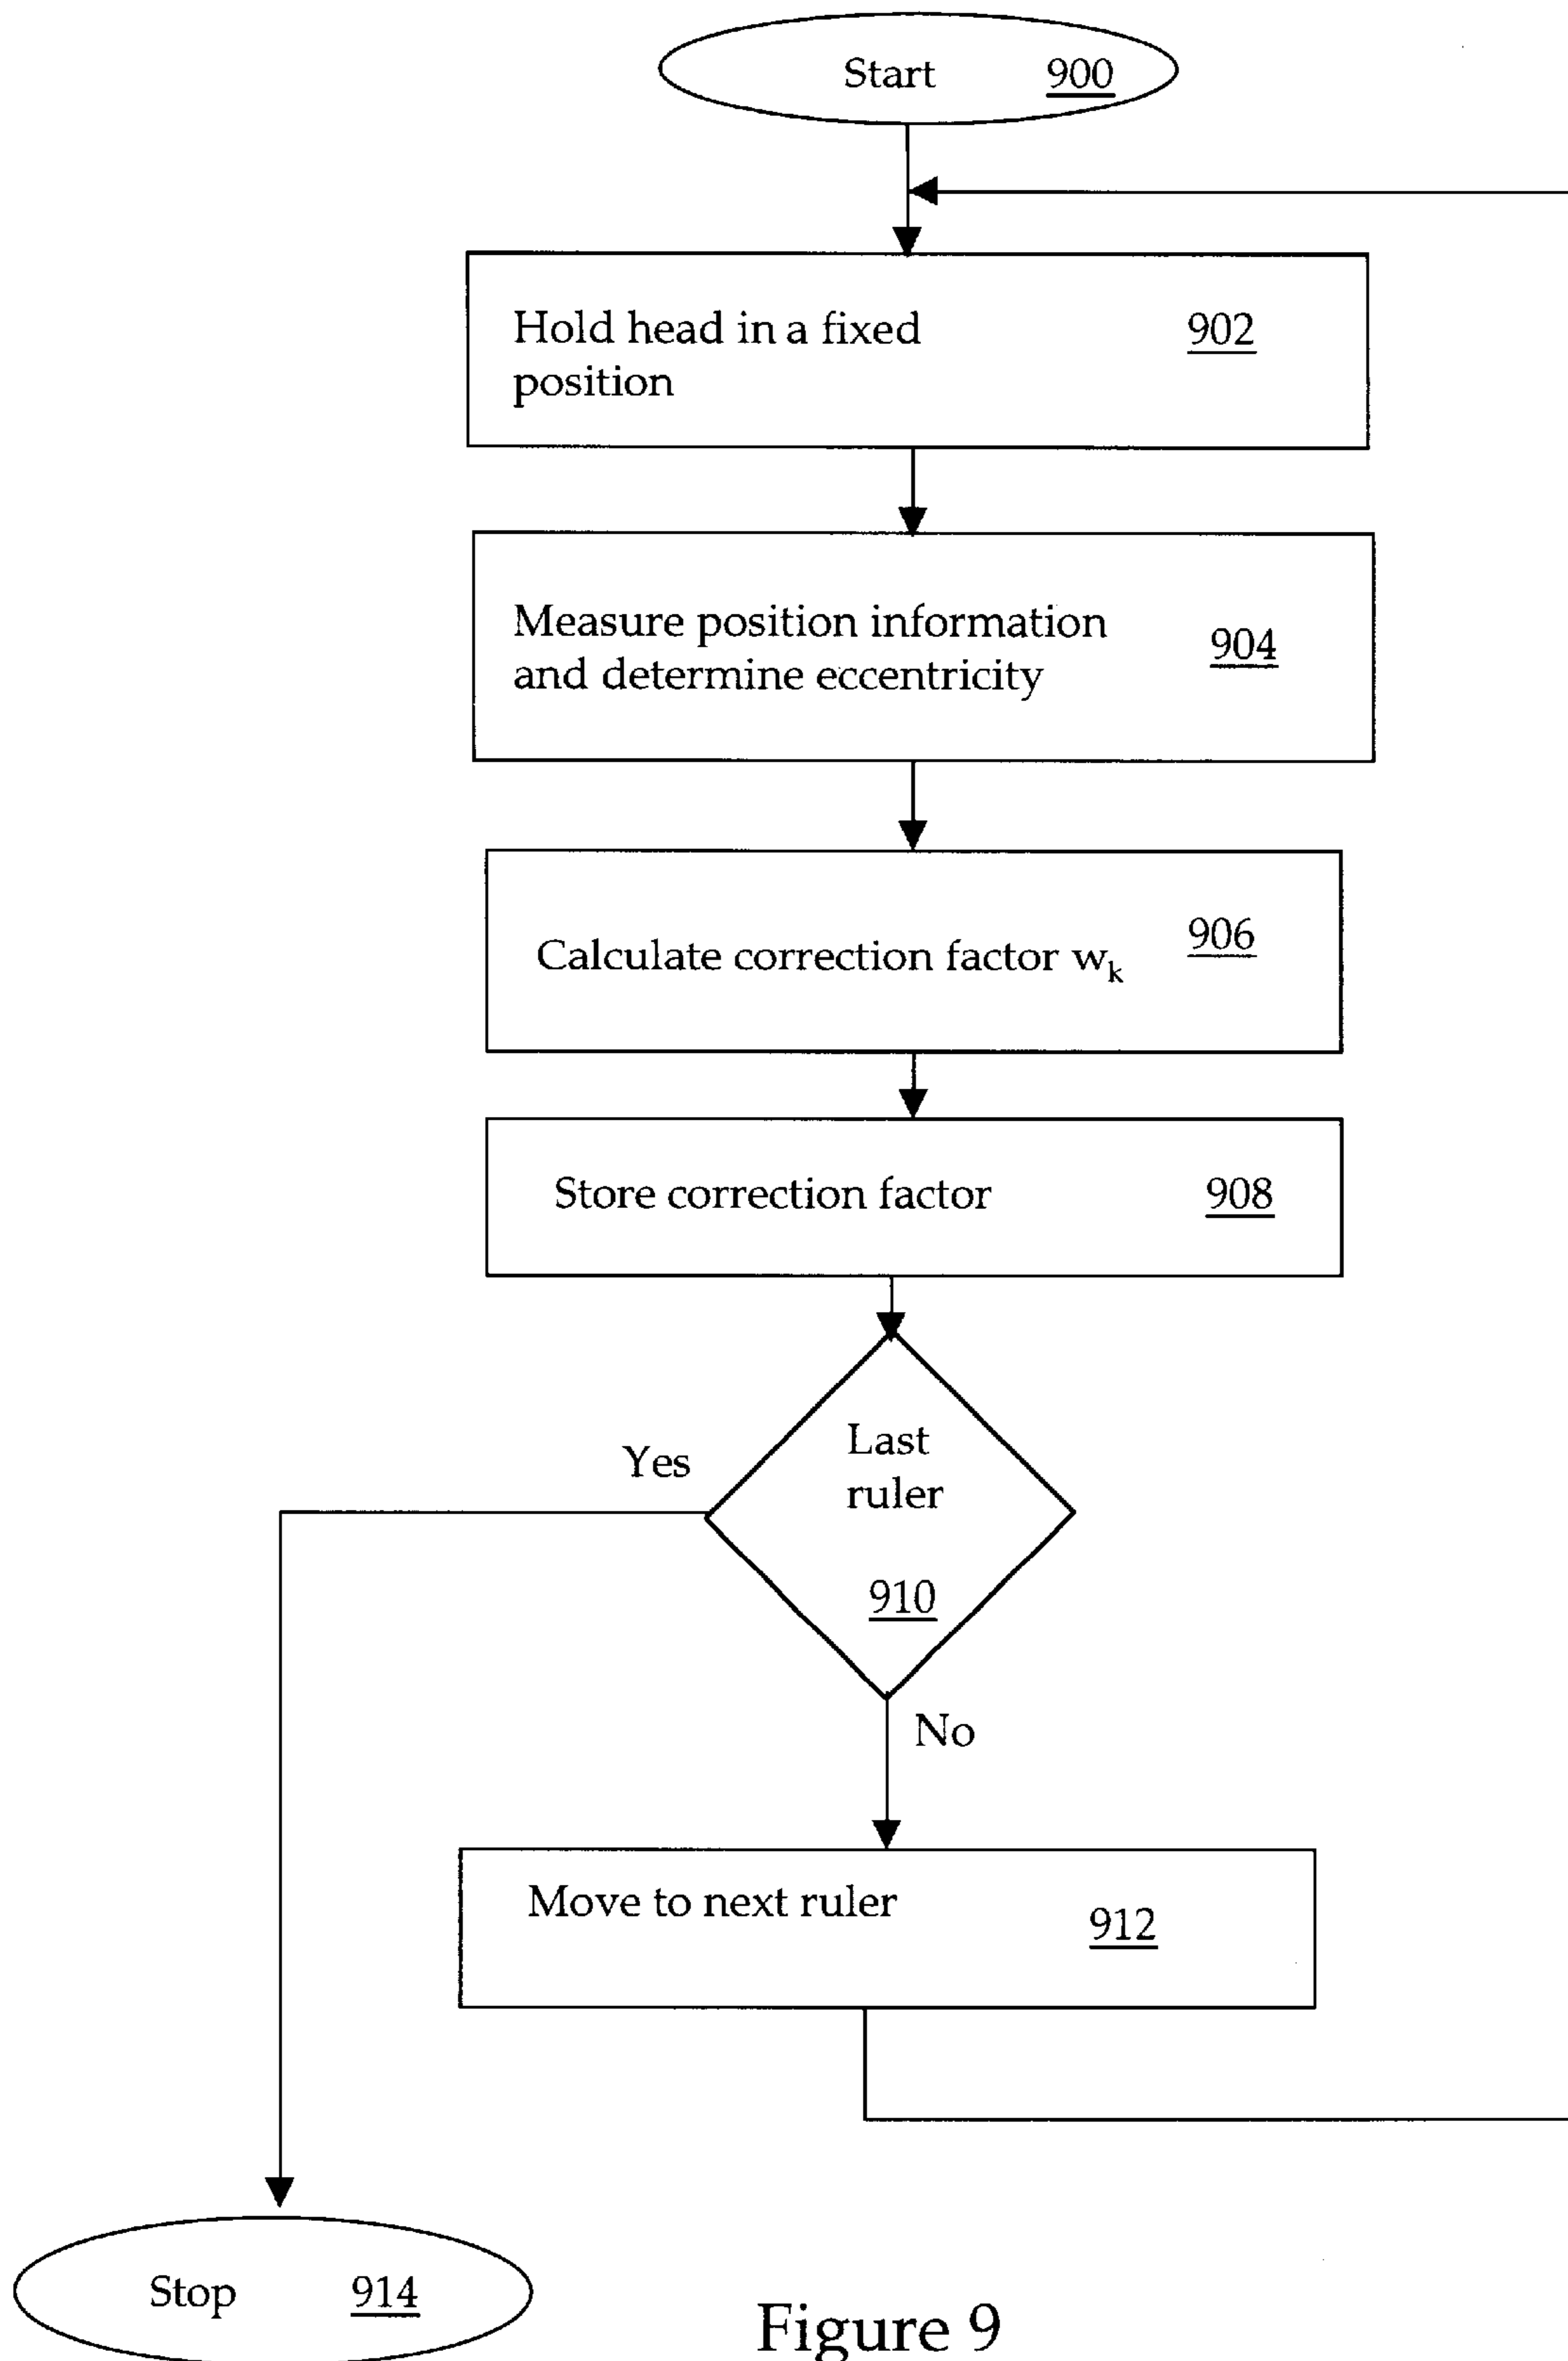 Start 900
Hold head in a fixed 902
position
Measure position information
and determine eccentricity 904
Calculate correction factor wk 906
Store correction factor 908
Last
ruler
910
Yes
No
Move to next ruler 912
Stop 914
Figure 9